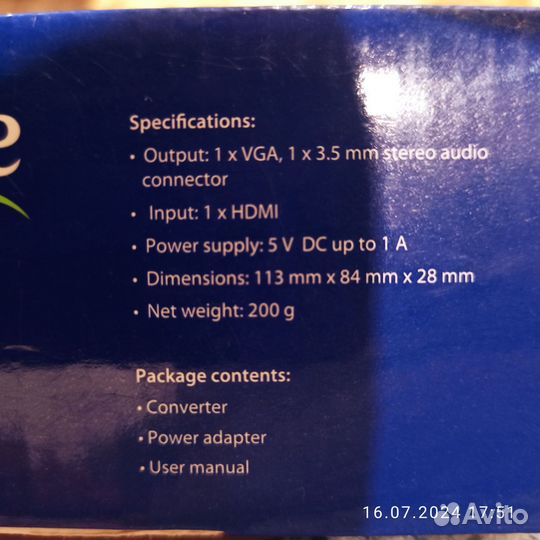 Specifications:
• Output: 1 x VGA, 1 x 3.5 mm stereo audio
connector
• Input: 1 x HDMI
• Power supply: 5 V DC up to 1 A
• Dimensions: 113 mm x 84 mm x 28 mm
• Net weight: 200 g
Package contents:
• Converter
• Power adapter
• User manual
16.07.2024 17:51
Avito